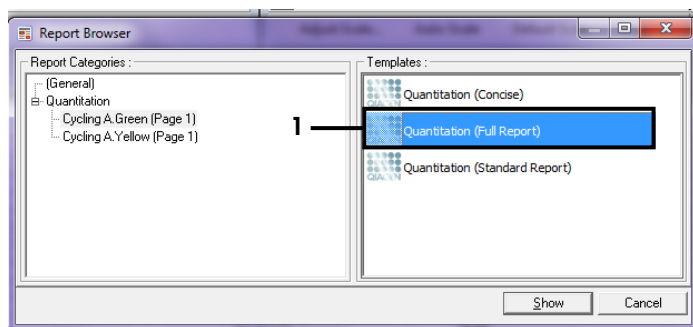 Report Browser
Report Categories :
(General)
Quantitation
Cycling A.Green (Page 1)
Cycling A.Yellow (Page 1)
1
Templates :
Quantitation (Concise)
Quantitation (Full Report)
Quantitation (Standard Report)
Show
Cancel